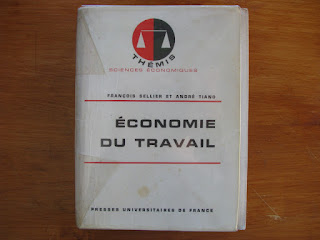 THÉMIS
SCIENCES ÉCONOMIQUES
FRANÇOIS SELLIER ET ANDRÉ TIANO
ÉCONOMIE
DU TRAVAIL
PRESSES UNIVERSITAIRES DE FRANCE